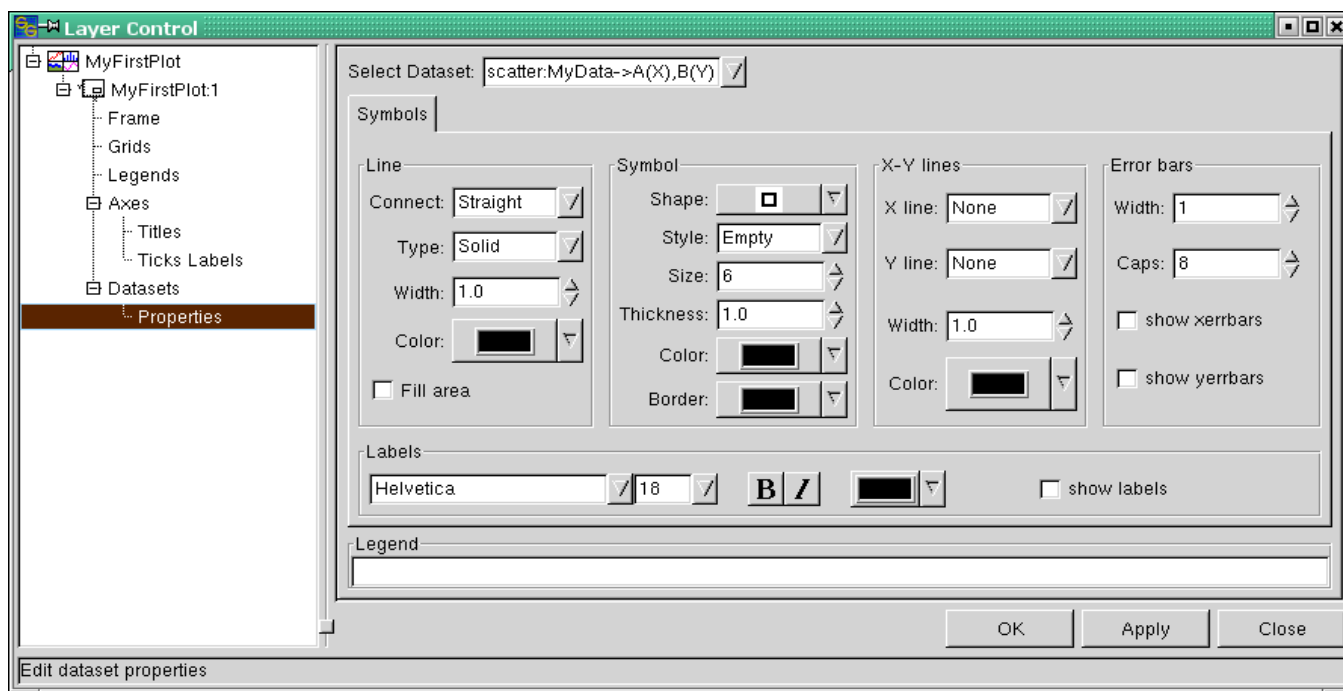 Layer Control
MyFirstPlot
MyFirstPlot:1
Frame
Grids
Legends
Axes
Titles
Ticks Labels
Datasets
Properties
Select Dataset: scatter:MyData->A(X),B(Y)
Symbols
Line
Connect: Straight
Type: Solid
Width: 1.0
Color:
Fill area
Symbol
Shape:
Style: Empty
Size: 6
Thickness: 1.0
Color:
Border:
X-Y lines
X line: None
Y line: None
Width: 1.0
Color:
Error bars
Width: 1
Caps: 8
show xerrbars
show yerrbars
Labels
Helvetica 18 B I show labels
Legend
OK Apply Close
Edit dataset properties